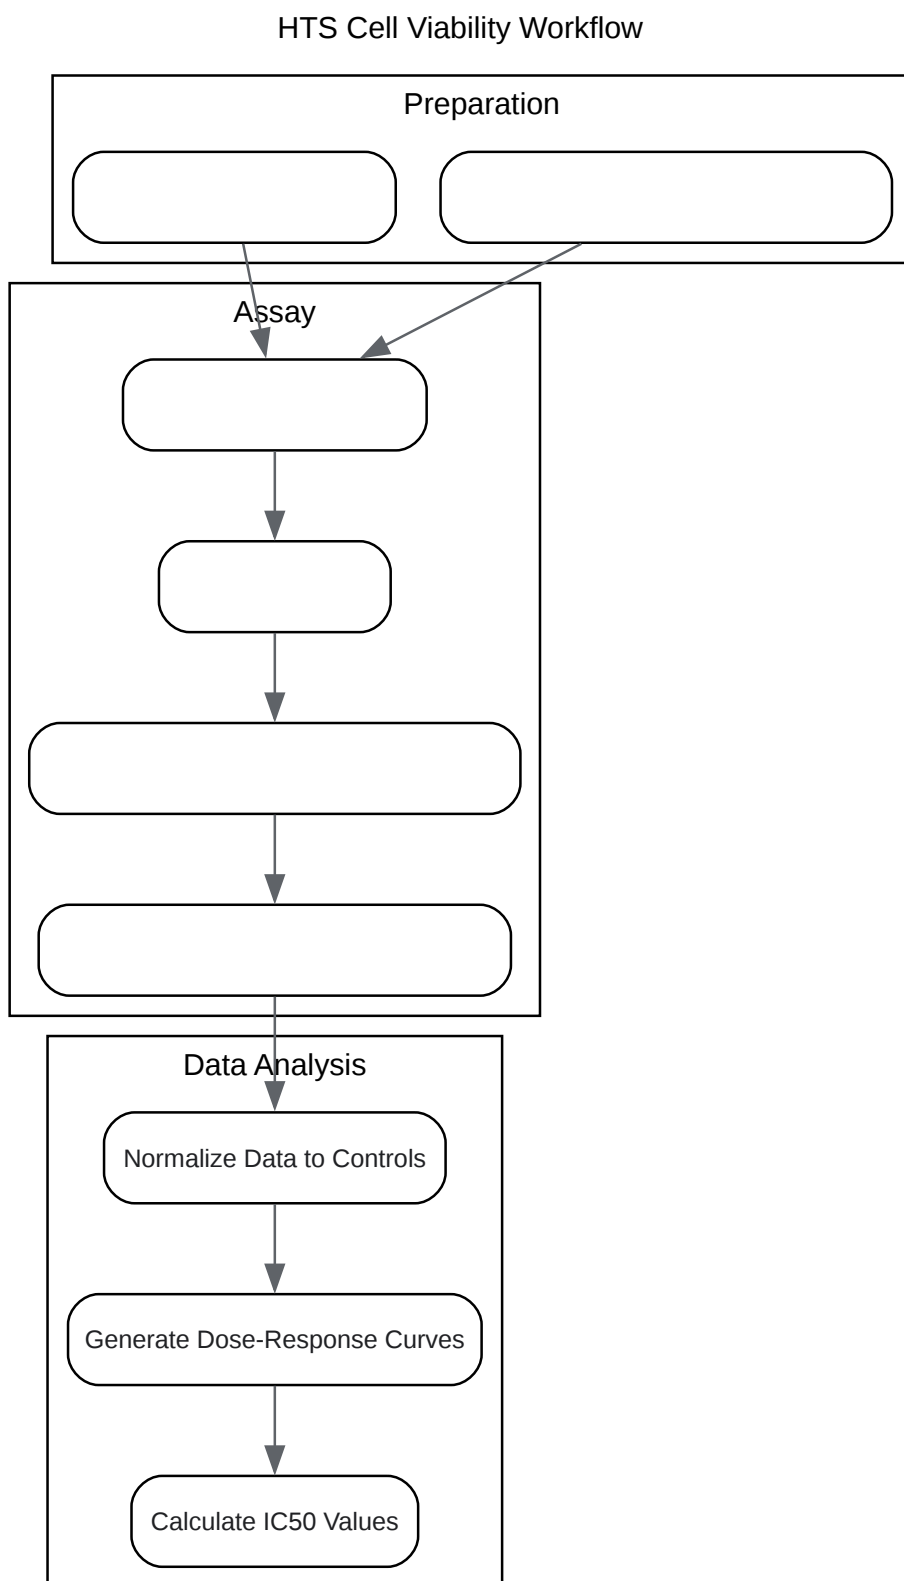 HTS Cell Viability Workflow
Preparation
Assay
Data Analysis
Normalize Data to Controls
Generate Dose-Response Curves
Calculate IC50 Values